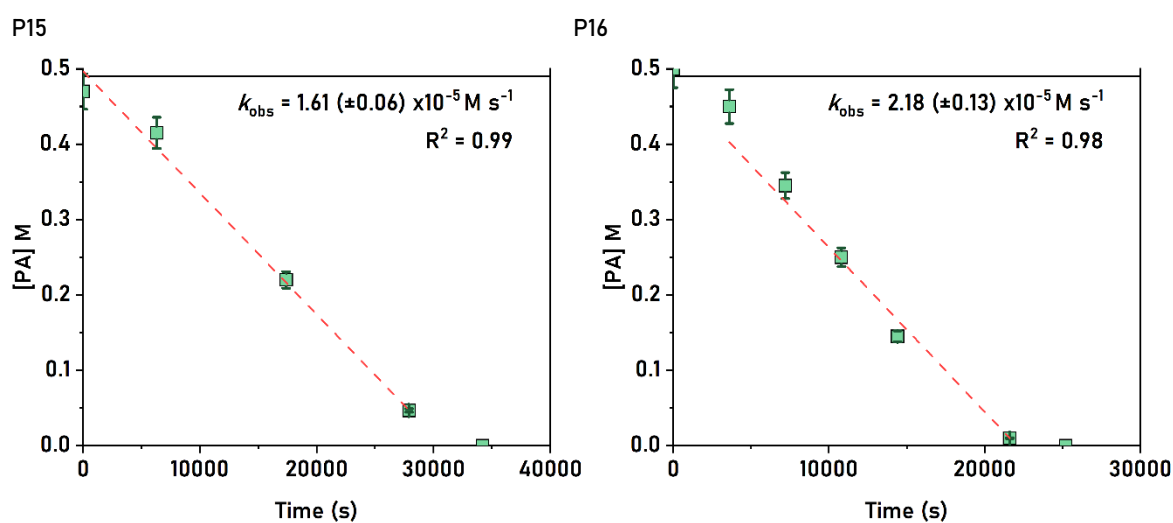 P15
k_obs = 1.61 (±0.06) x10⁻⁵ M s⁻¹
R² = 0.99
[PA] M
0.5
0.4
0.3
0.2
0.1
0.0
0 10000 20000 30000 40000
Time (s)
P16
k_obs = 2.18 (±0.13) x10⁻⁵ M s⁻¹
R² = 0.98
[PA] M
0.5
0.4
0.3
0.2
0.1
0.0
0 10000 20000 30000
Time (s)